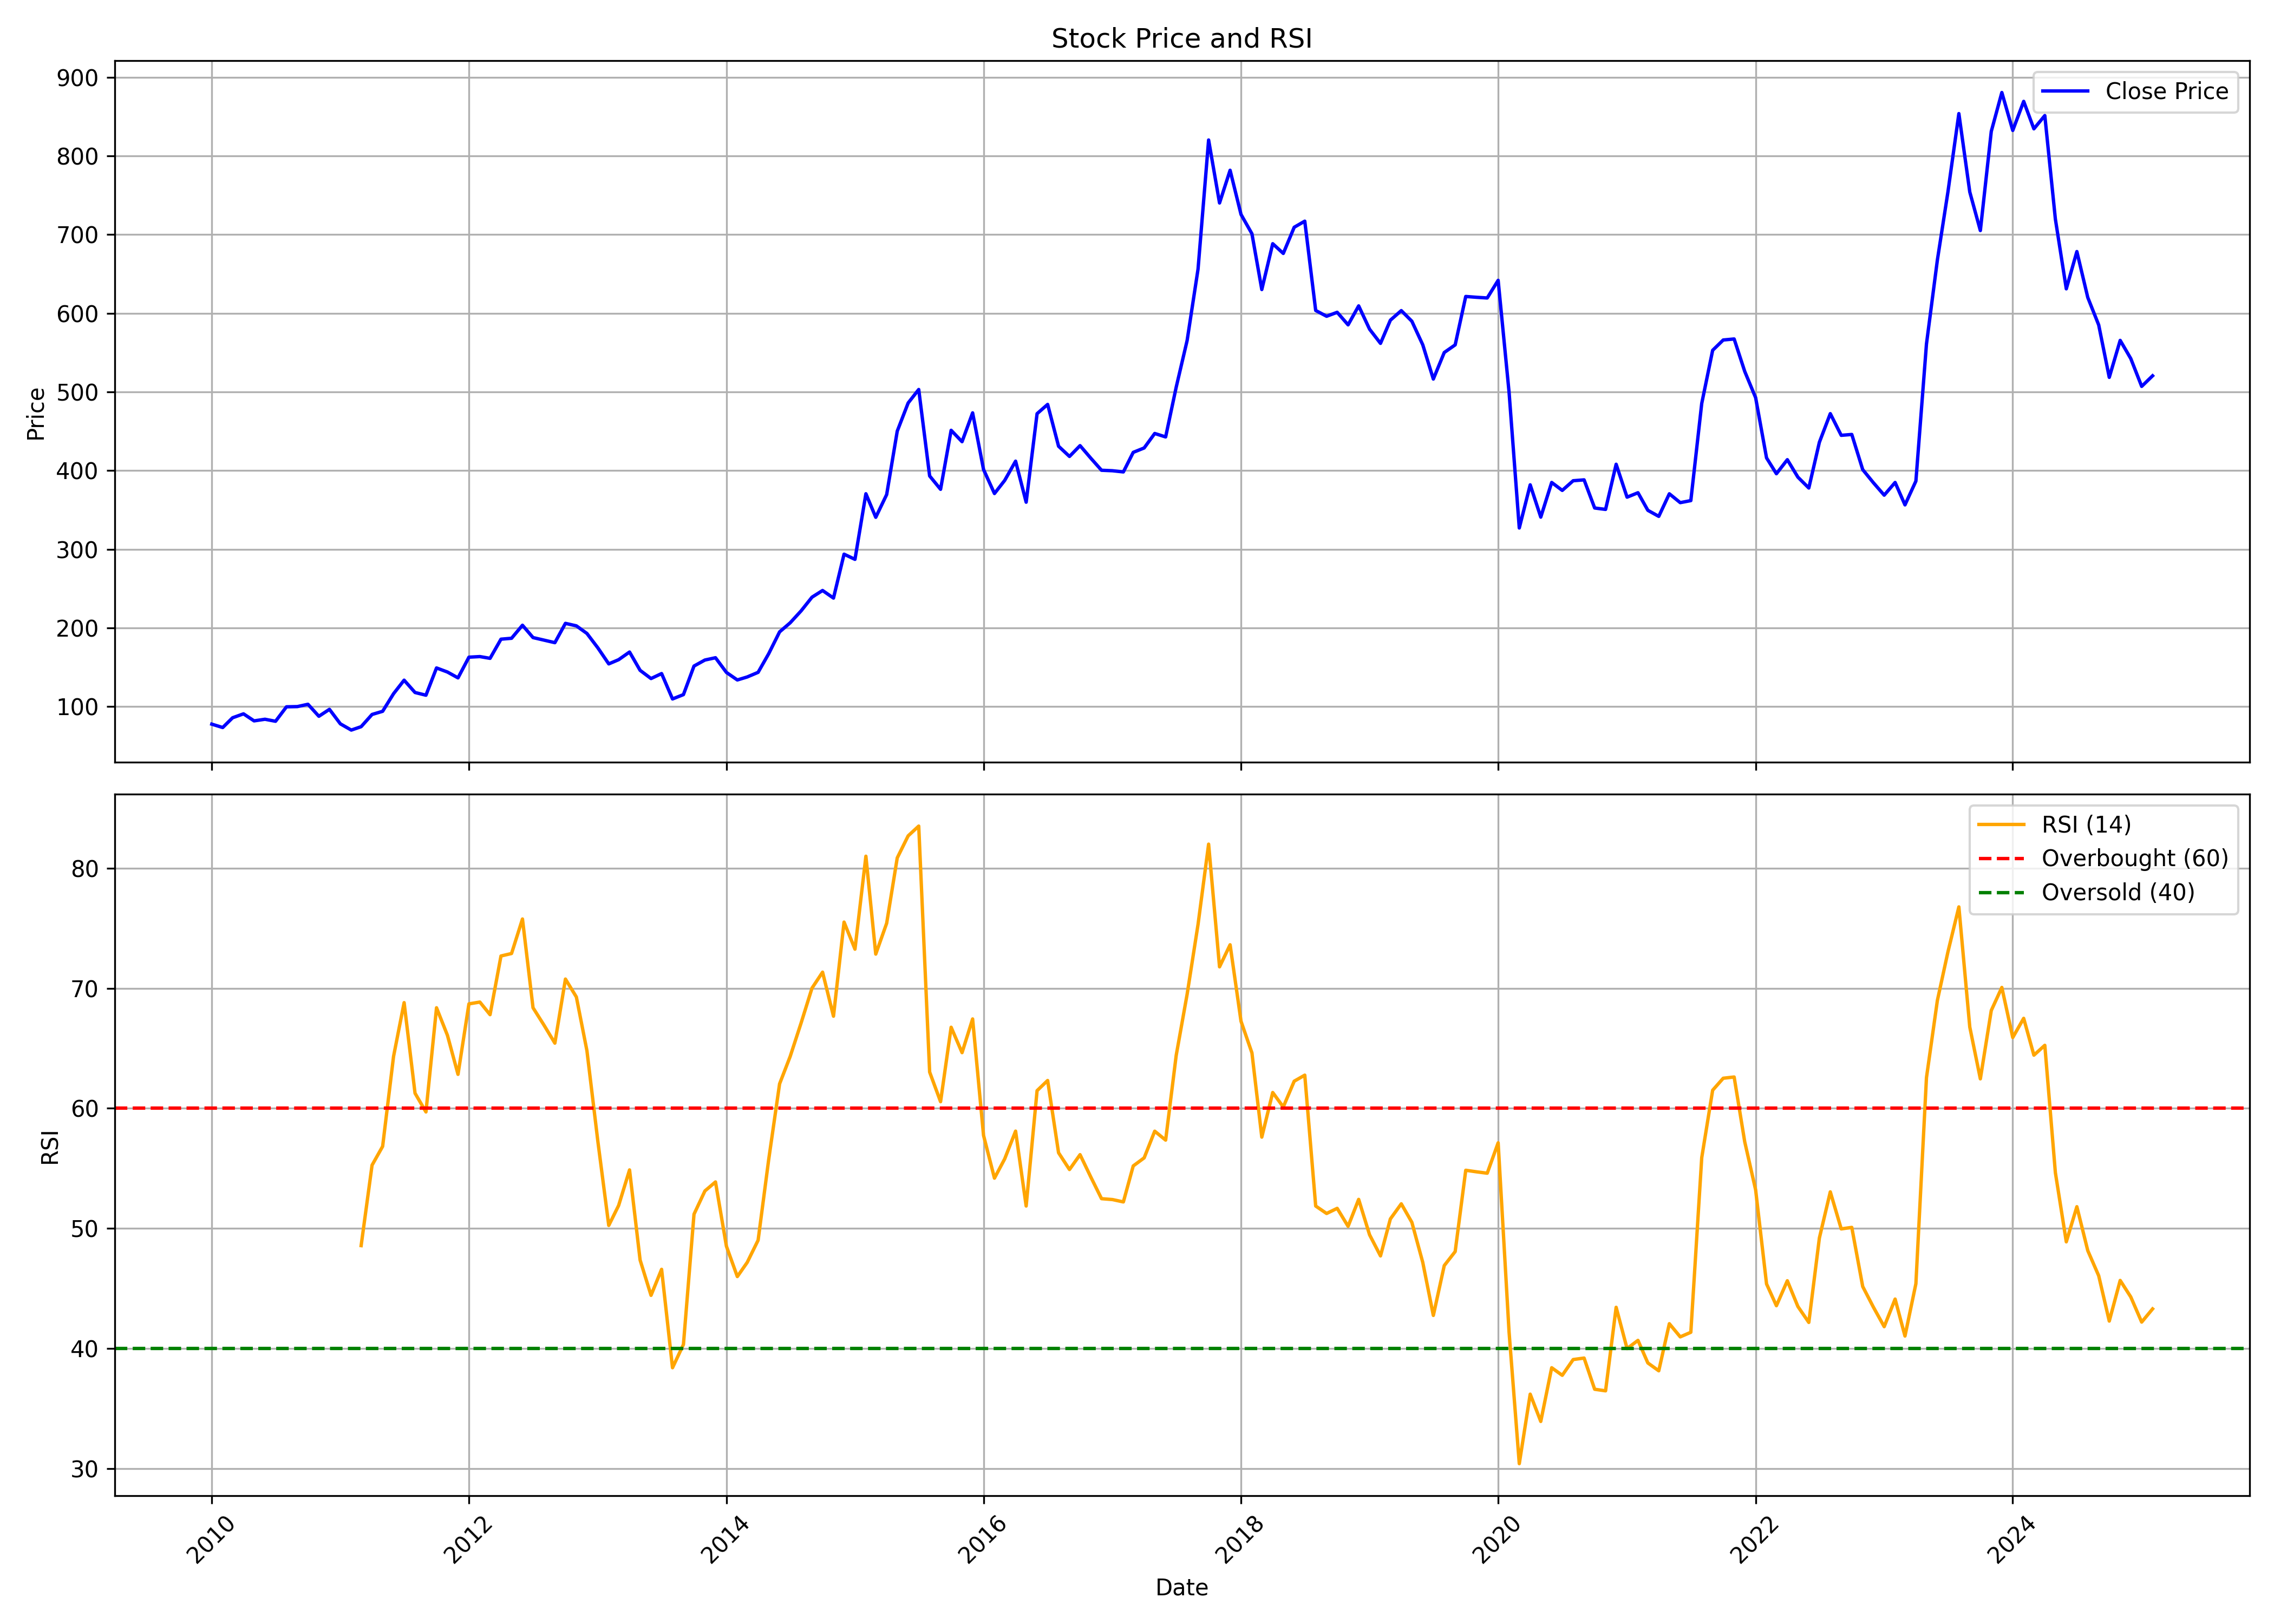 Stock Price and RSI
900
800
700
600
500
400
300
200
100
Price
Close Price
80
70
60
50
40
30
RSI
RSI (14)
Overbought (60)
Oversold (40)
2010
2012
2014
2016
2018
2020
2022
2024
Date